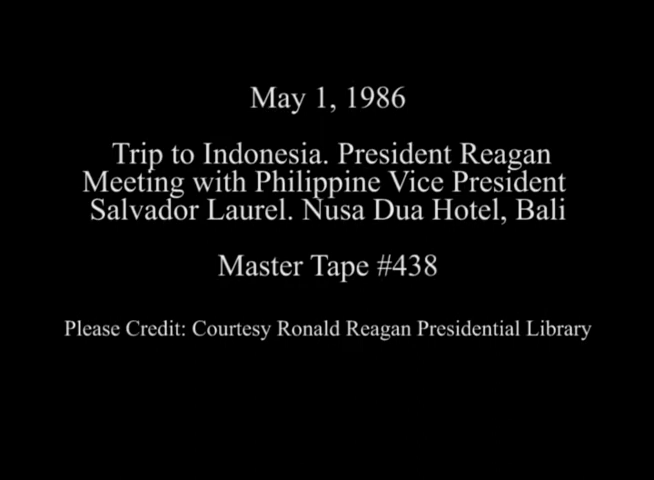 May 1, 1986
Trip to Indonesia. President Reagan
Meeting with Philippine Vice President
Salvador Laurel. Nusa Dua Hotel, Bali
Master Tape #438
Please Credit: Courtesy Ronald Reagan Presidential Library